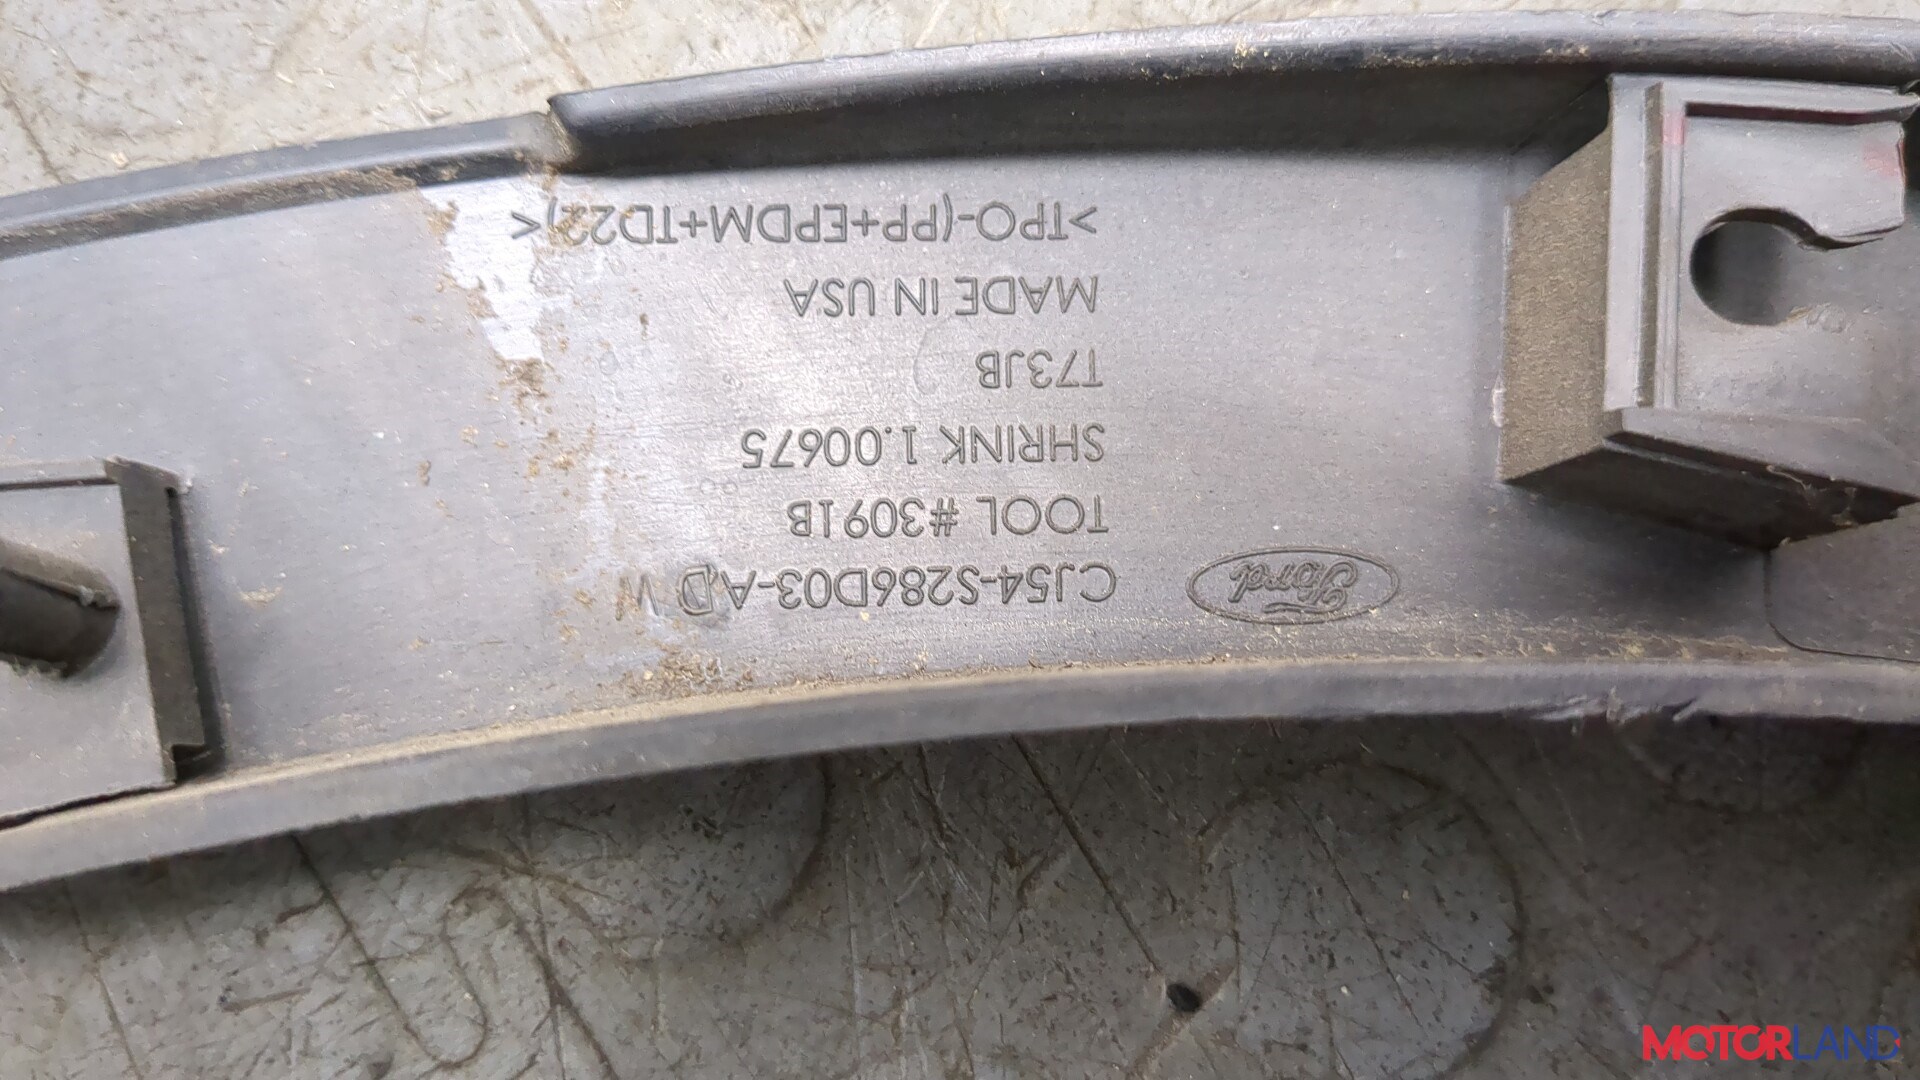 Ford
CJ54-S286D03-AD W
TOOL #3091B
SHRINK 1.00675
T73JB
MADE IN USA
>TPO-(PP+EPDM+TD22)<
MOTORLAND